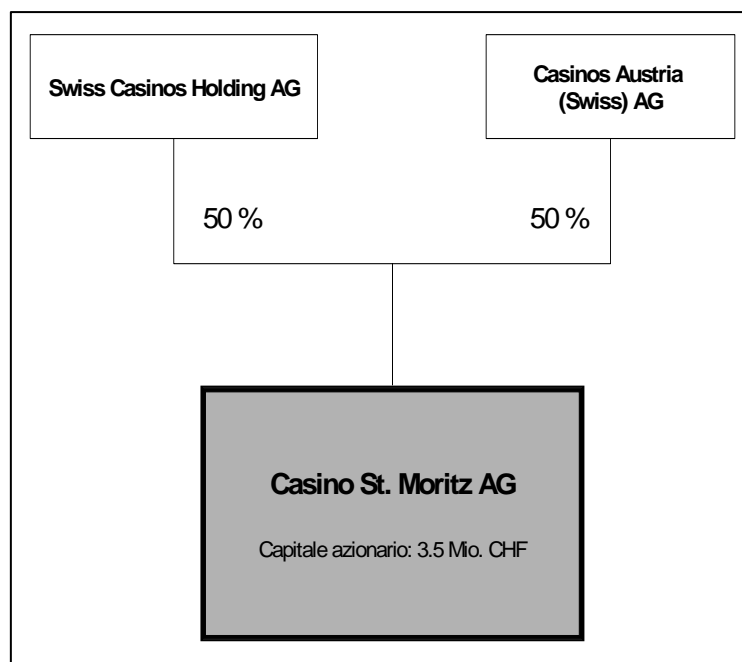 Swiss Casinos Holding AG
Casinos Austria
(Swiss) AG
50 %
50 %
Casino St. Moritz AG
Capitale azionario: 3.5 Mio. CHF